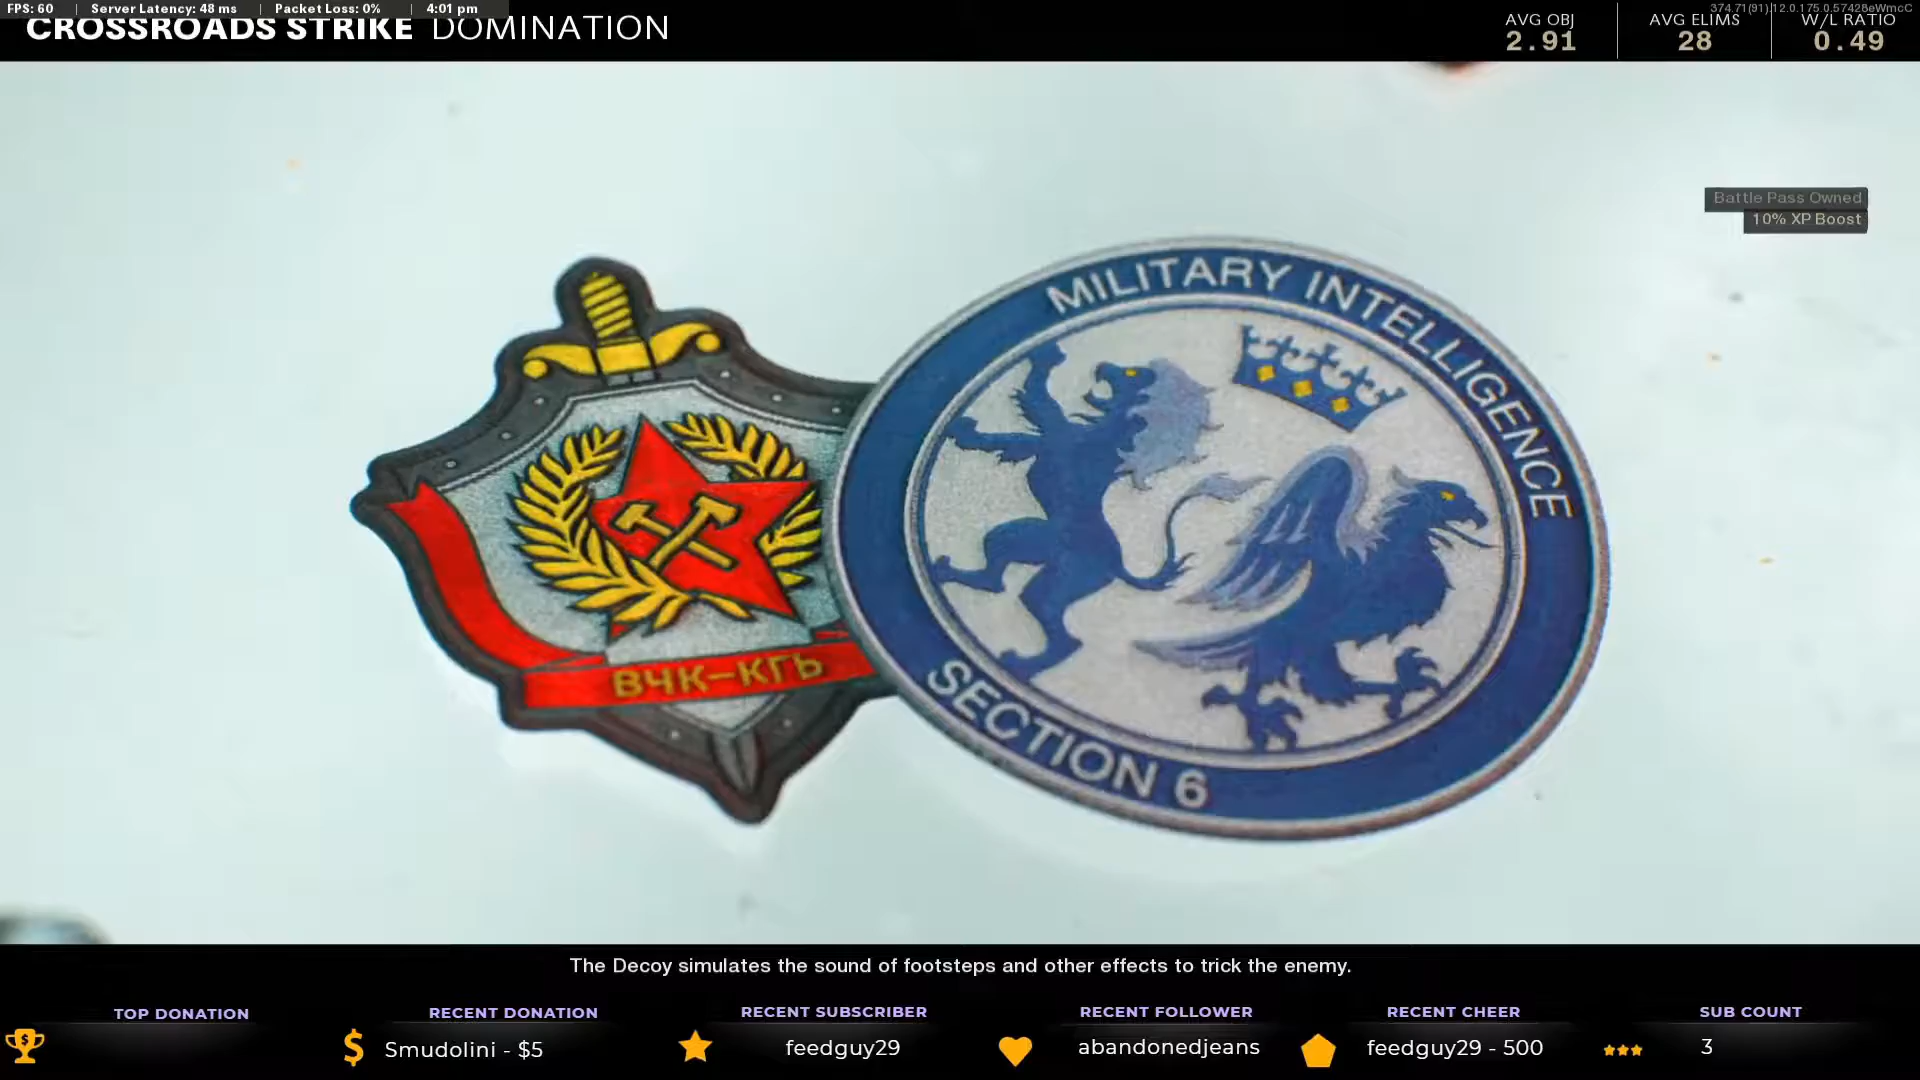 FPS: 60 | Server Latency: 48 ms | Packet Loss: 0% | 4:01 pm
CROSSROADS STRIKE DOMINATION
AVG OBJ
2.91
AVG ELIMS
28
W/L RATIO
0.49
Battle Pass Owned
10% XP Boost
MILITARY INTELLIGENCE
SECTION 6
ВЧК–КГЬ
The Decoy simulates the sound of footsteps and other effects to trick the enemy.
TOP DONATION
RECENT DONATION
Smudolini - $5
RECENT SUBSCRIBER
feedguy29
RECENT FOLLOWER
abandonedjeans
RECENT CHEER
feedguy29 - 500
SUB COUNT
3